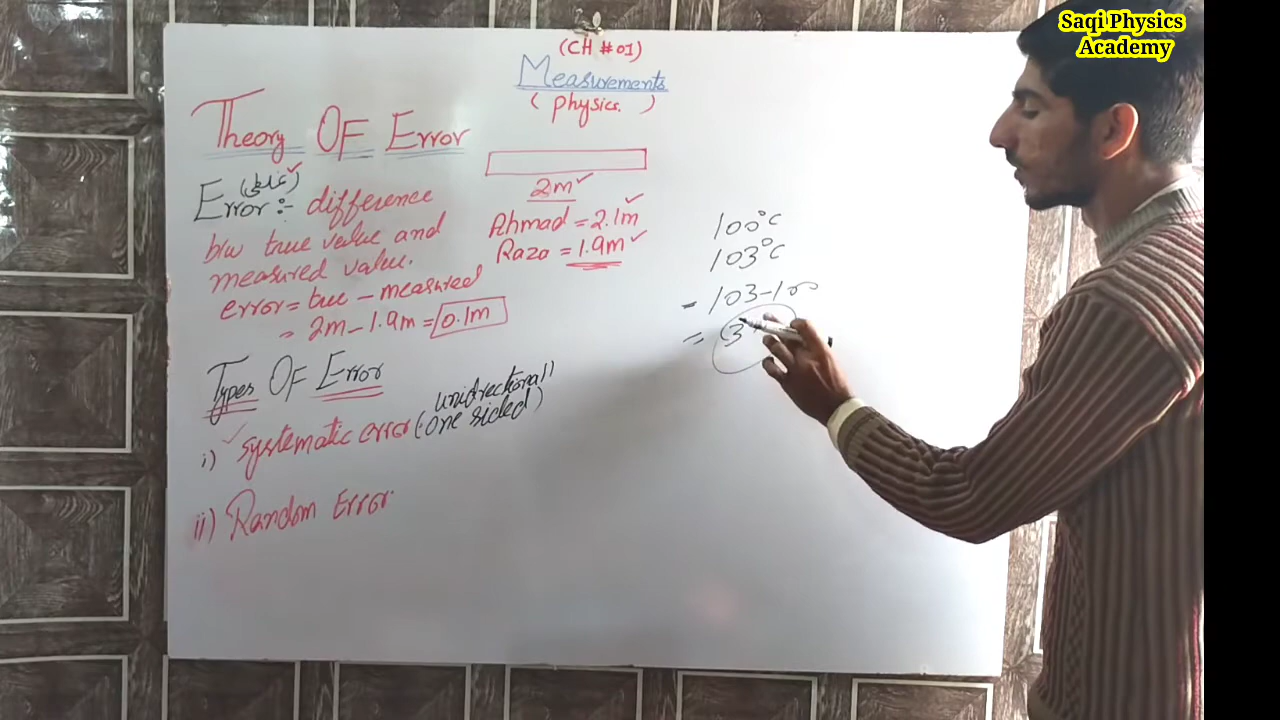 Saqi Physics
Academy
(CH # 01)
Measurements
( physics. )
Theory OF Error
Error (غلطی) :- difference
b/w true value and
measured value.
error = true - measured
= 2m - 1.9m = 0.1m
2m
Ahmad = 2.1m
Raza = 1.9m
100°C
103°C
- 103-100
= 3
Types OF Error
i) systematic error (one sided)
unidirectional
ii) Random Error